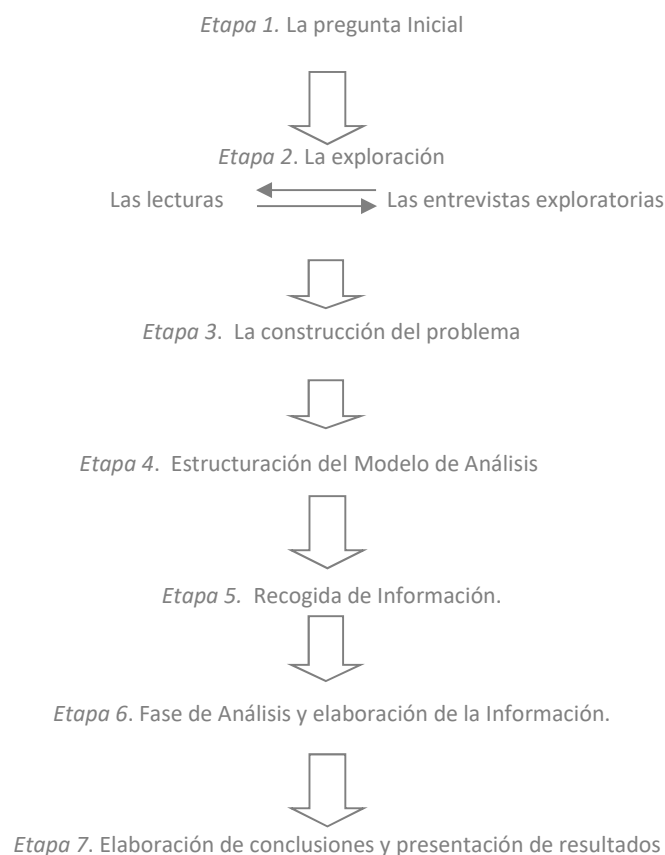 Etapa 1. La pregunta Inicial
Etapa 2. La exploración
Las lecturas Las entrevistas exploratorias
Etapa 3. La construcción del problema
Etapa 4. Estructuración del Modelo de Análisis
Etapa 5. Recogida de Información.
Etapa 6. Fase de Análisis y elaboración de la Información.
Etapa 7. Elaboración de conclusiones y presentación de resultados